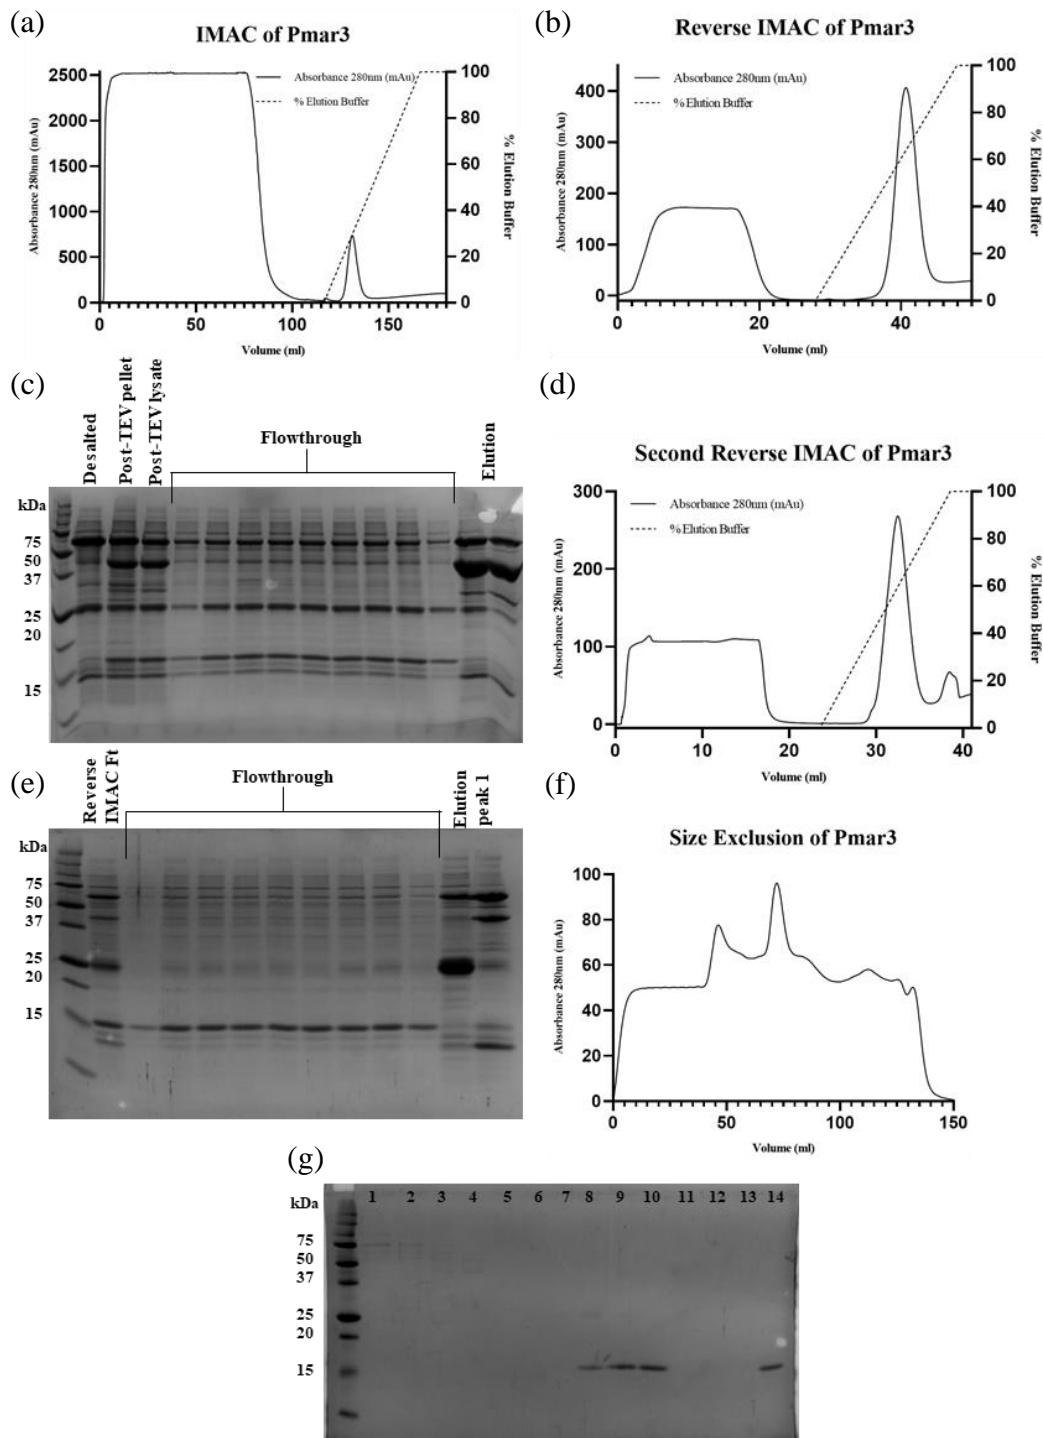 (a)
IMAC of Pmar3
Absorbance 280nm (mAu)
% Elution Buffer
2500
2000
1500
1000
500
0
100
80
60
40
20
0
Absorbance 280nm (mAu)
% Elution Buffer
0 50 100 150
Volume (ml)
(b)
Reverse IMAC of Pmar3
Absorbance 280nm (mAu)
% Elution Buffer
400
300
200
100
0
100
80
60
40
20
0
Absorbance 280nm (mAu)
% Elution Buffer
0 20 40
Volume (ml)
(c)
Desalted
Post-TEV pellet
Post-TEV lysate
Flowthrough
Elution
kDa
75
50
37
25
20
15
(d)
Second Reverse IMAC of Pmar3
Absorbance 280nm (mAu)
% Elution Buffer
300
200
100
0
100
80
60
40
20
0
Absorbance 280nm (mAu)
% Elution Buffer
0 10 20 30 40
Volume (ml)
(e)
Reverse
IMAC Ft
Flowthrough
Elution
peak 1
kDa
75
50
37
25
20
15
(f)
Size Exclusion of Pmar3
100
80
60
40
20
0
Absorbance 280nm (mAu)
0 50 100 150
Volume (ml)
(g)
kDa
1 2 3 4 5 6 7 8 9 10 11 12 13 14
75
50
37
25
20
15